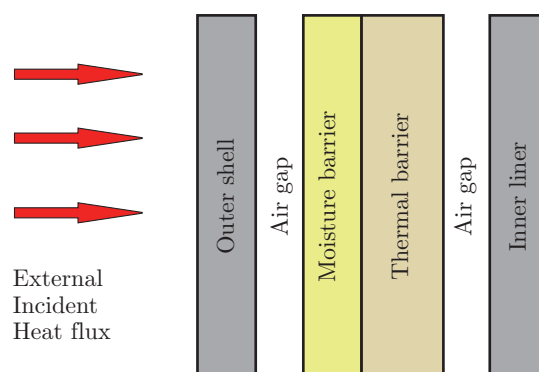 External
Incident
Heat flux
Outer shell
Air gap
Moisture barrier
Thermal barrier
Air gap
Inner liner